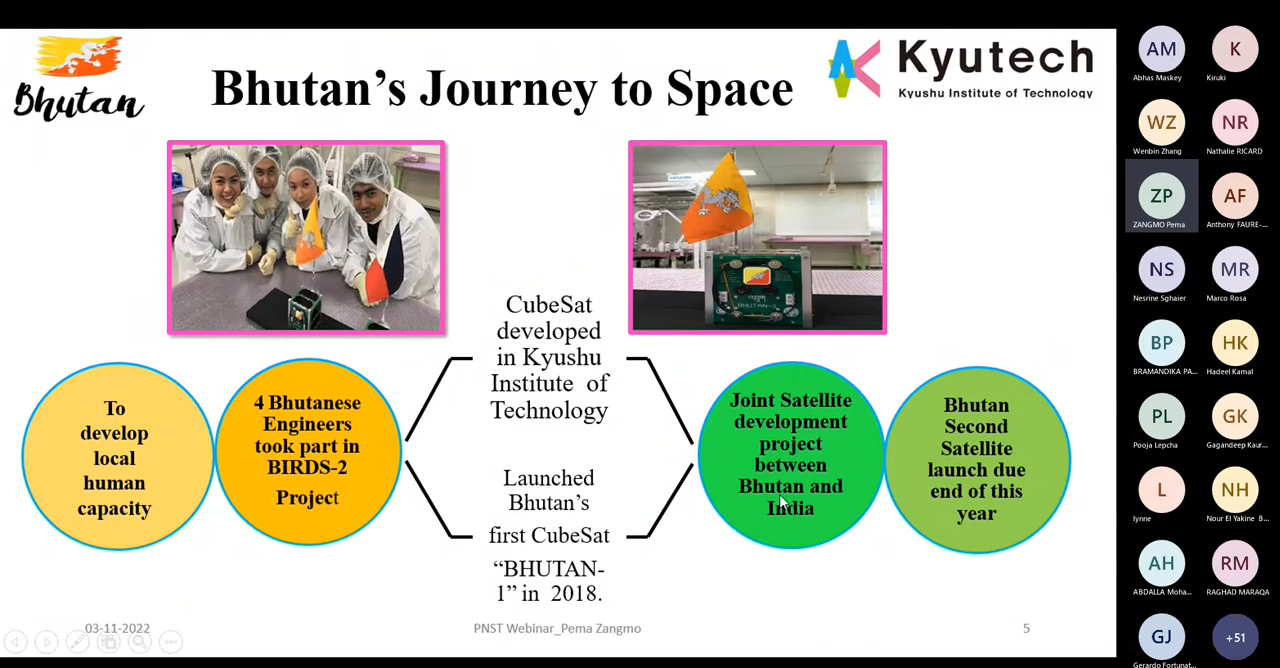 Bhutan
Bhutan's Journey to Space
Kyutech
Kyushu Institute of Technology
BHUTAN-1
To
develop
local
human
capacity
4 Bhutanese
Engineers
took part in
BIRDS-2
Project
CubeSat
developed
in Kyushu
Institute of
Technology
Launched
Bhutan's
first CubeSat
“BHUTAN-
1” in 2018.
Joint Satellite
development
project
between
Bhutan and
India
Bhutan
Second
Satellite
launch due
end of this
year
03-11-2022
PNST Webinar_Pema Zangmo
5
AM
Abhas Maskey
K
Kiruki
WZ
Wenbin Zhang
NR
Nathalie RICARD
ZP
ZANGMO Pema
AF
Anthony FAURE-...
NS
Nesrine Sghaier
MR
Marco Rosa
BP
BRAMANDIKA PA...
HK
Hadeel Kamal
PL
Pooja Lepcha
GK
Gagandeep Kaur...
L
lynne
NH
Nour El Yakine B...
AH
ABDALLA Moha...
RM
RAGHAD MARAQA
GJ
Gerardo Fortunat...
+51